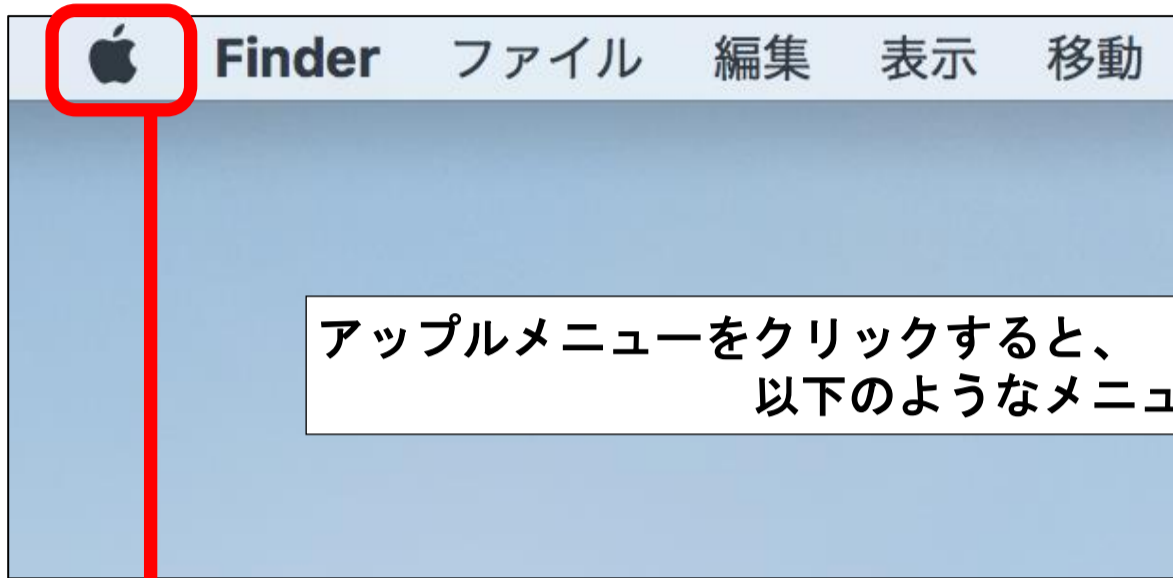 Finder ファイル 編集 表示 移動
アップルメニューをクリックすると、
以下のようなメニュ